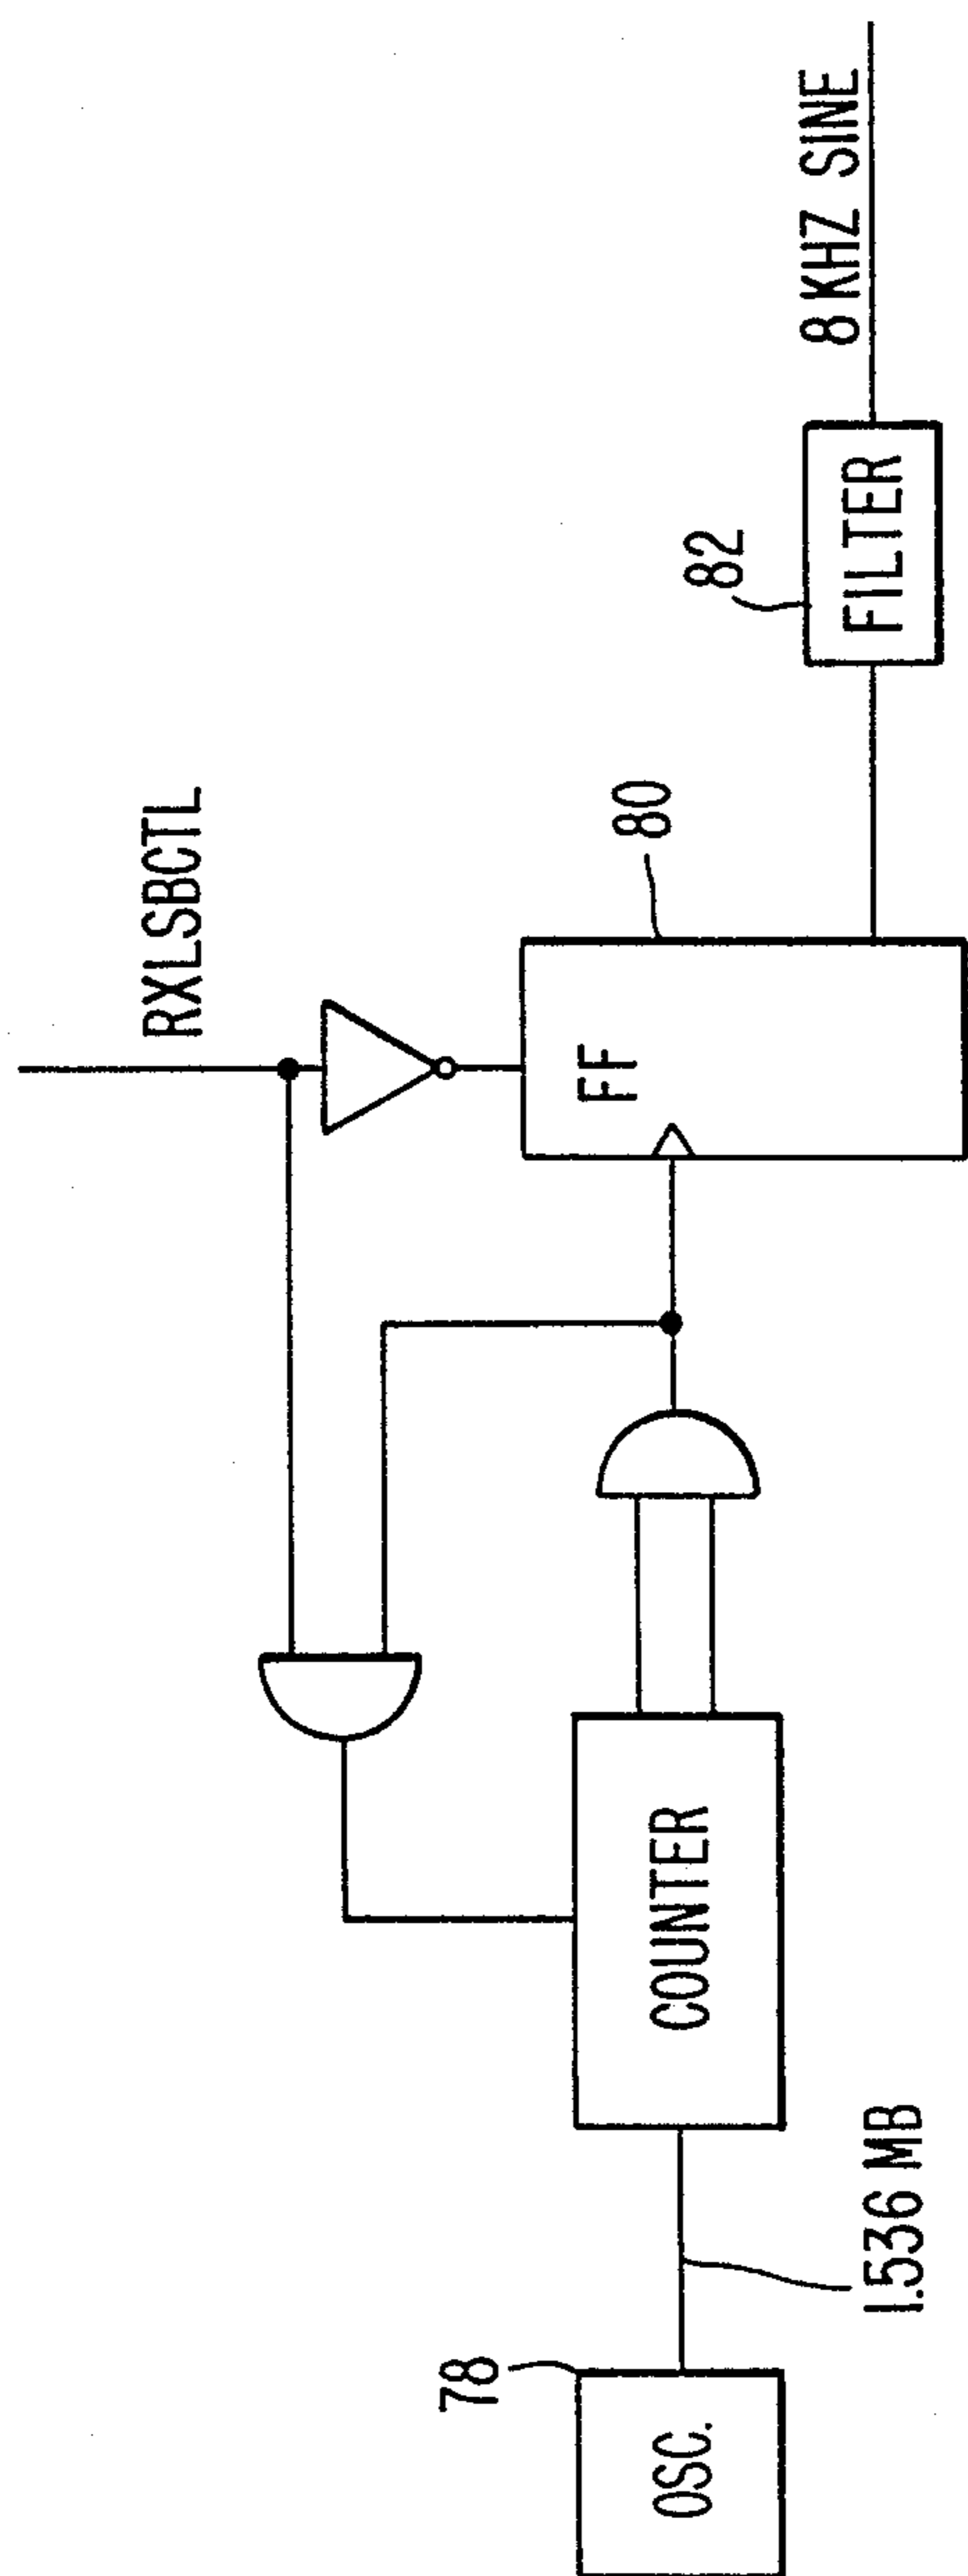 RXLSBCTL
78
OSC.
1.536 MB
COUNTER
FF
80
82
FILTER
8 KHZ SINE